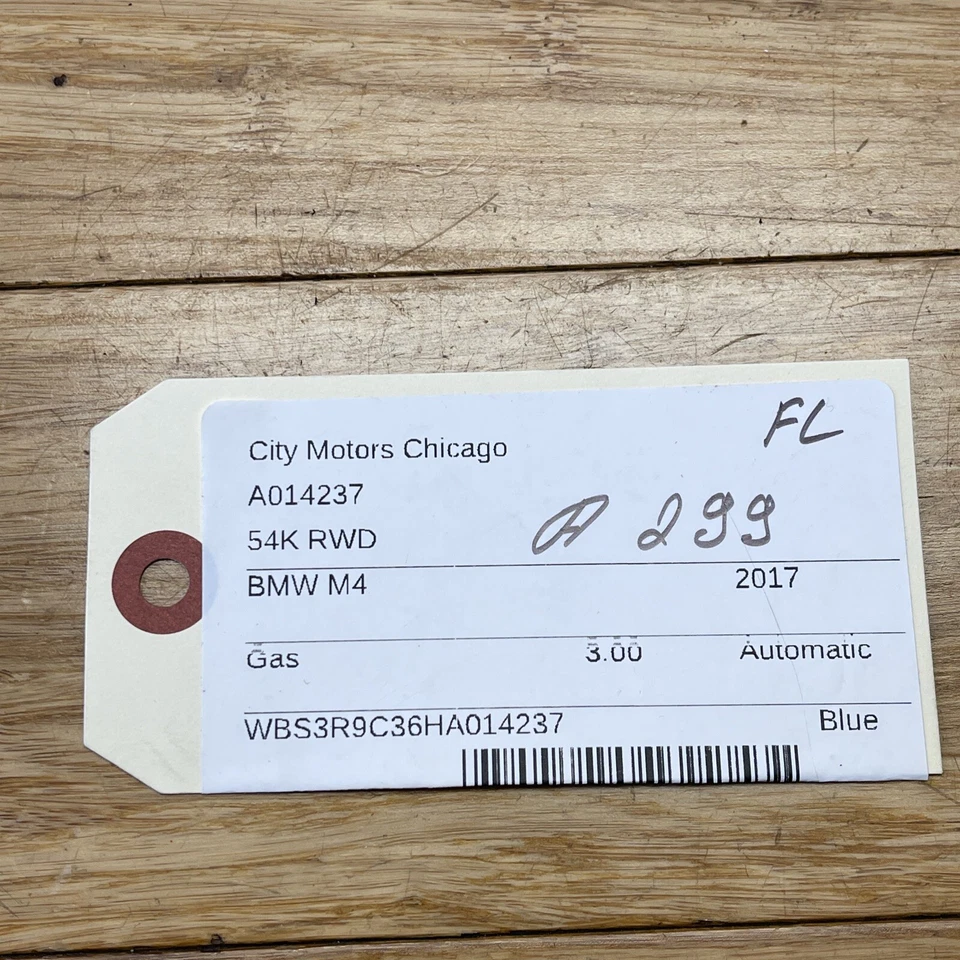 FL
City Motors Chicago
A014237
A 299
54K RWD
BMW M4 2017
Gas 3.00 Automatic
WBS3R9C36HA014237 Blue